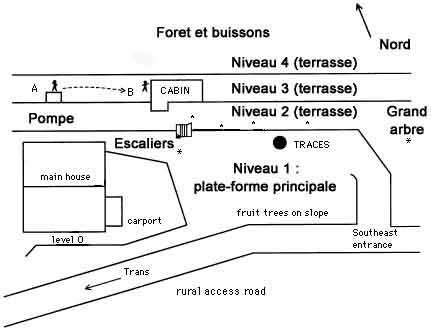 Foret et buissons
Nord
Niveau 4 (terrasse)
A
B
CABIN
Niveau 3 (terrasse)
Niveau 2 (terrasse)
Grand
arbre
Pompe
Escaliers
TRACES
main house
Niveau 1 :
plate-forme principale
carport
fruit trees on slope
level 0
Southeast
entrance
Trans
rural access road